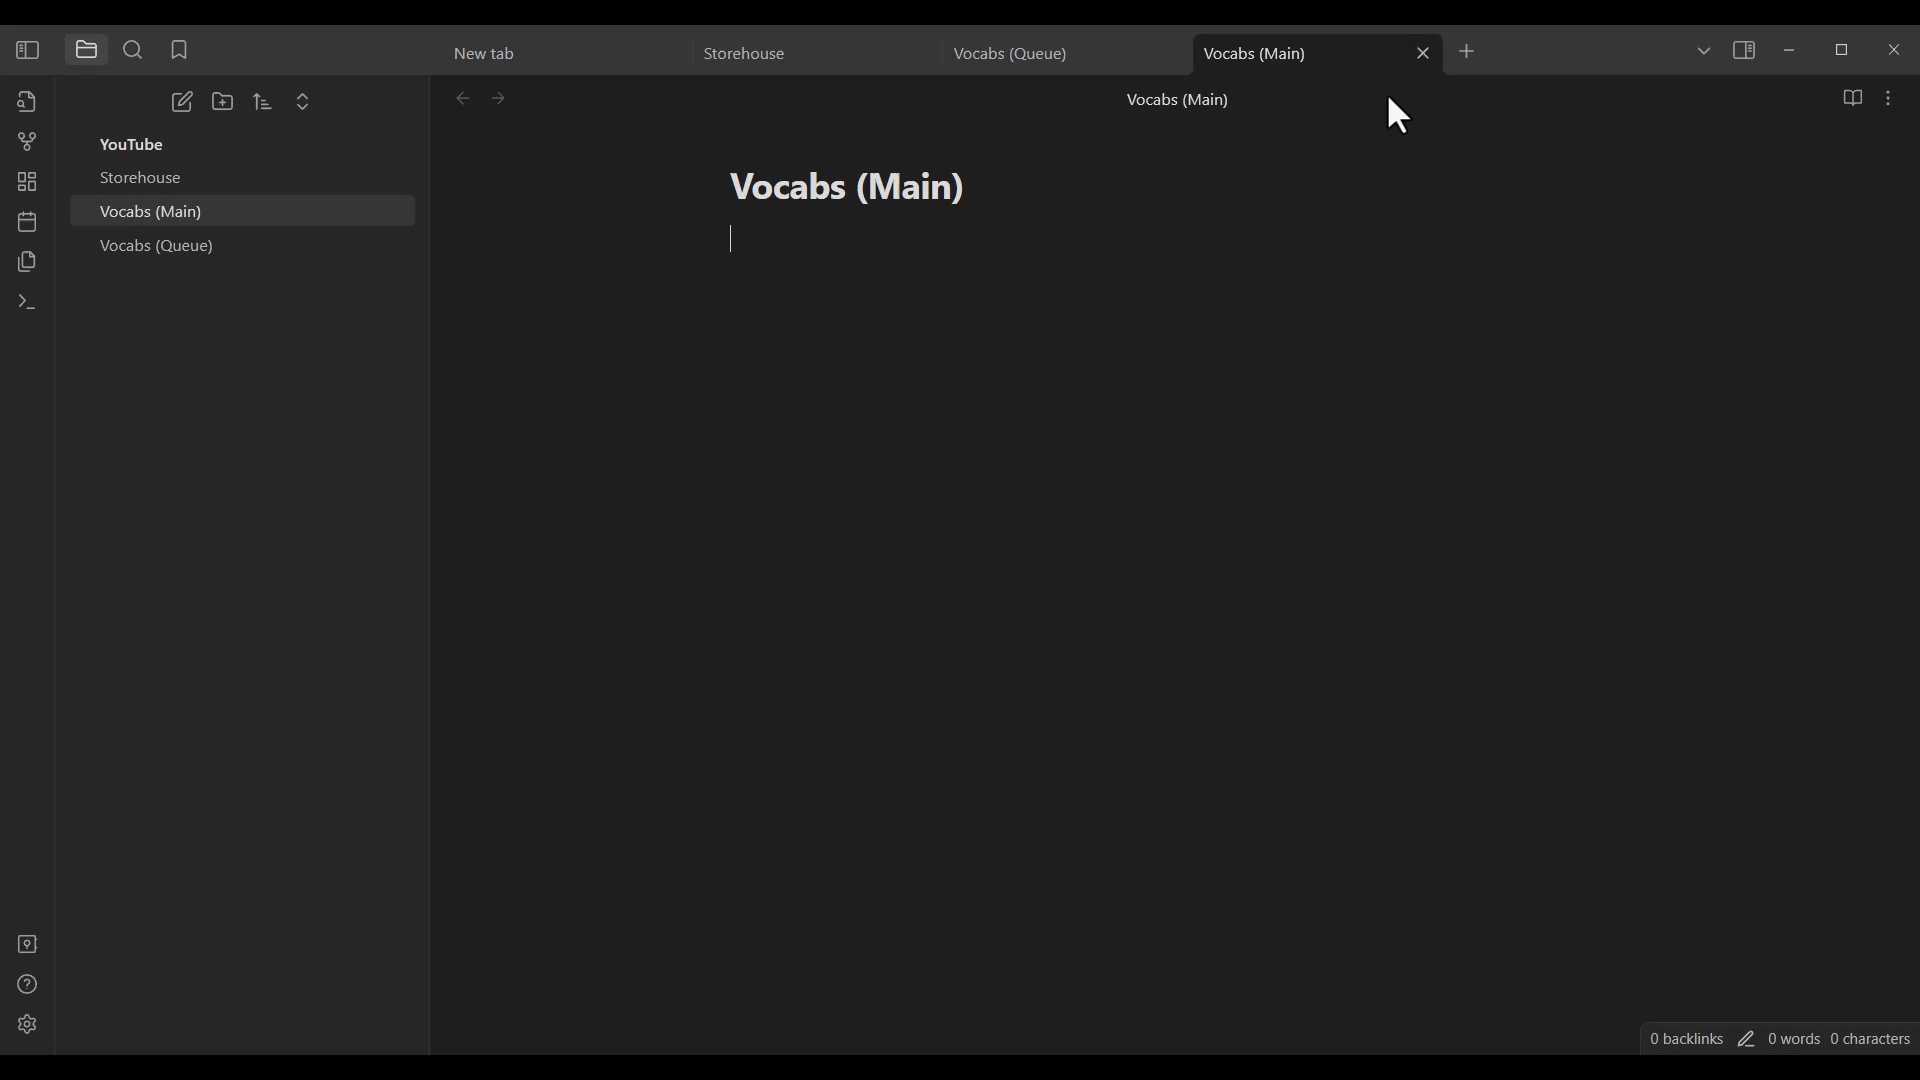 New tab
Storehouse
Vocabs (Queue)
Vocabs (Main)
Vocabs (Main)
YouTube
Storehouse
Vocabs (Main)
Vocabs (Queue)
Vocabs (Main)
0 backlinks 0 words 0 characters